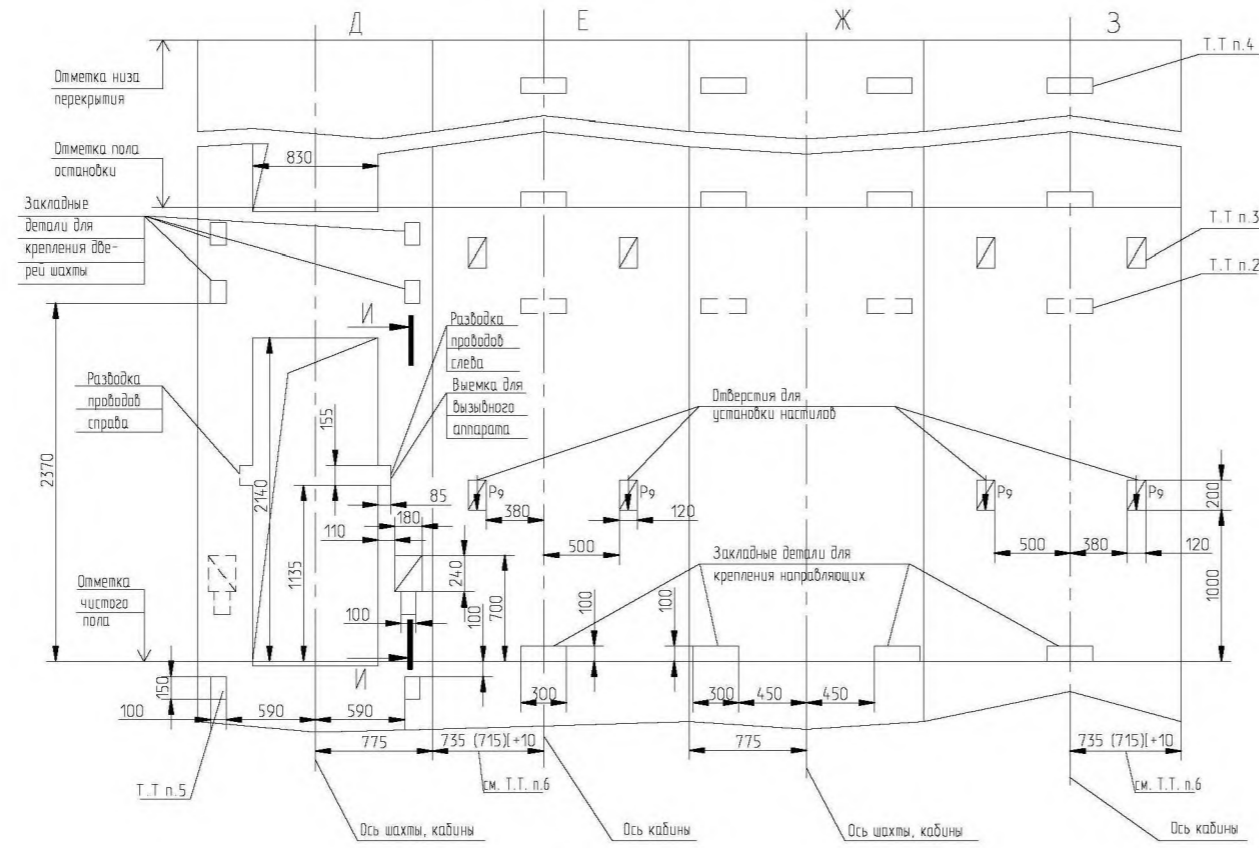 Д
Е
Ж
З
Т.Т п.4
Отметка низа
перекрытия
Отметка пола
остановки
830
Закладные
детали для
крепления две-
рей шахты
Т.Т п.3
Т.Т п.2
И
Разводка
проводов
слева
Выемка для
вызывного
аппарата
Разводка
проводов
справа
Отверстия для
установки настилов
2370
2140
155
1135
85
180
110
240
700
100
100
Р9
Р9
Р9
Р9
380
120
500
500
380
120
200
1000
Закладные детали для
крепления направляющих
100
100
Отметка
чистого
пола
И
150
100
590
590
300
300
450
450
775
735 (715)[+10
775
735 (715)[+10
Т.Т п.5
см. Т.Т. п.6
см. Т.Т. п.6
Ось шахты, кабины
Ось кабины
Ось шахты, кабины
Ось кабины